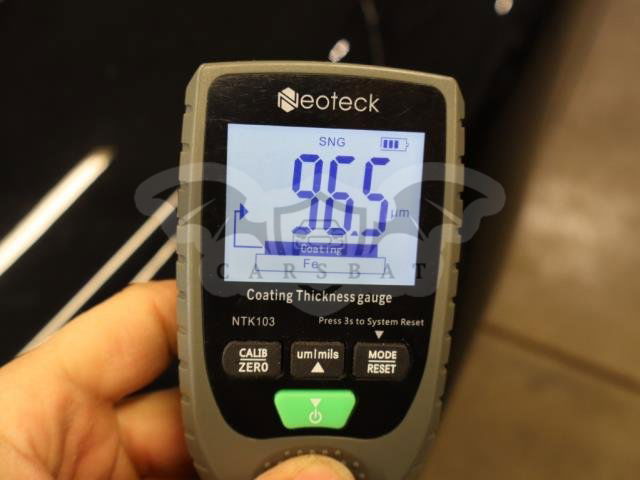 Neoteck
SNG
96.5 μm
Coating
Fe
CARSBAT
Coating Thickness gauge
NTK103 Press 3s to System Reset
CALIB um|mils MODE
ZERO RESET